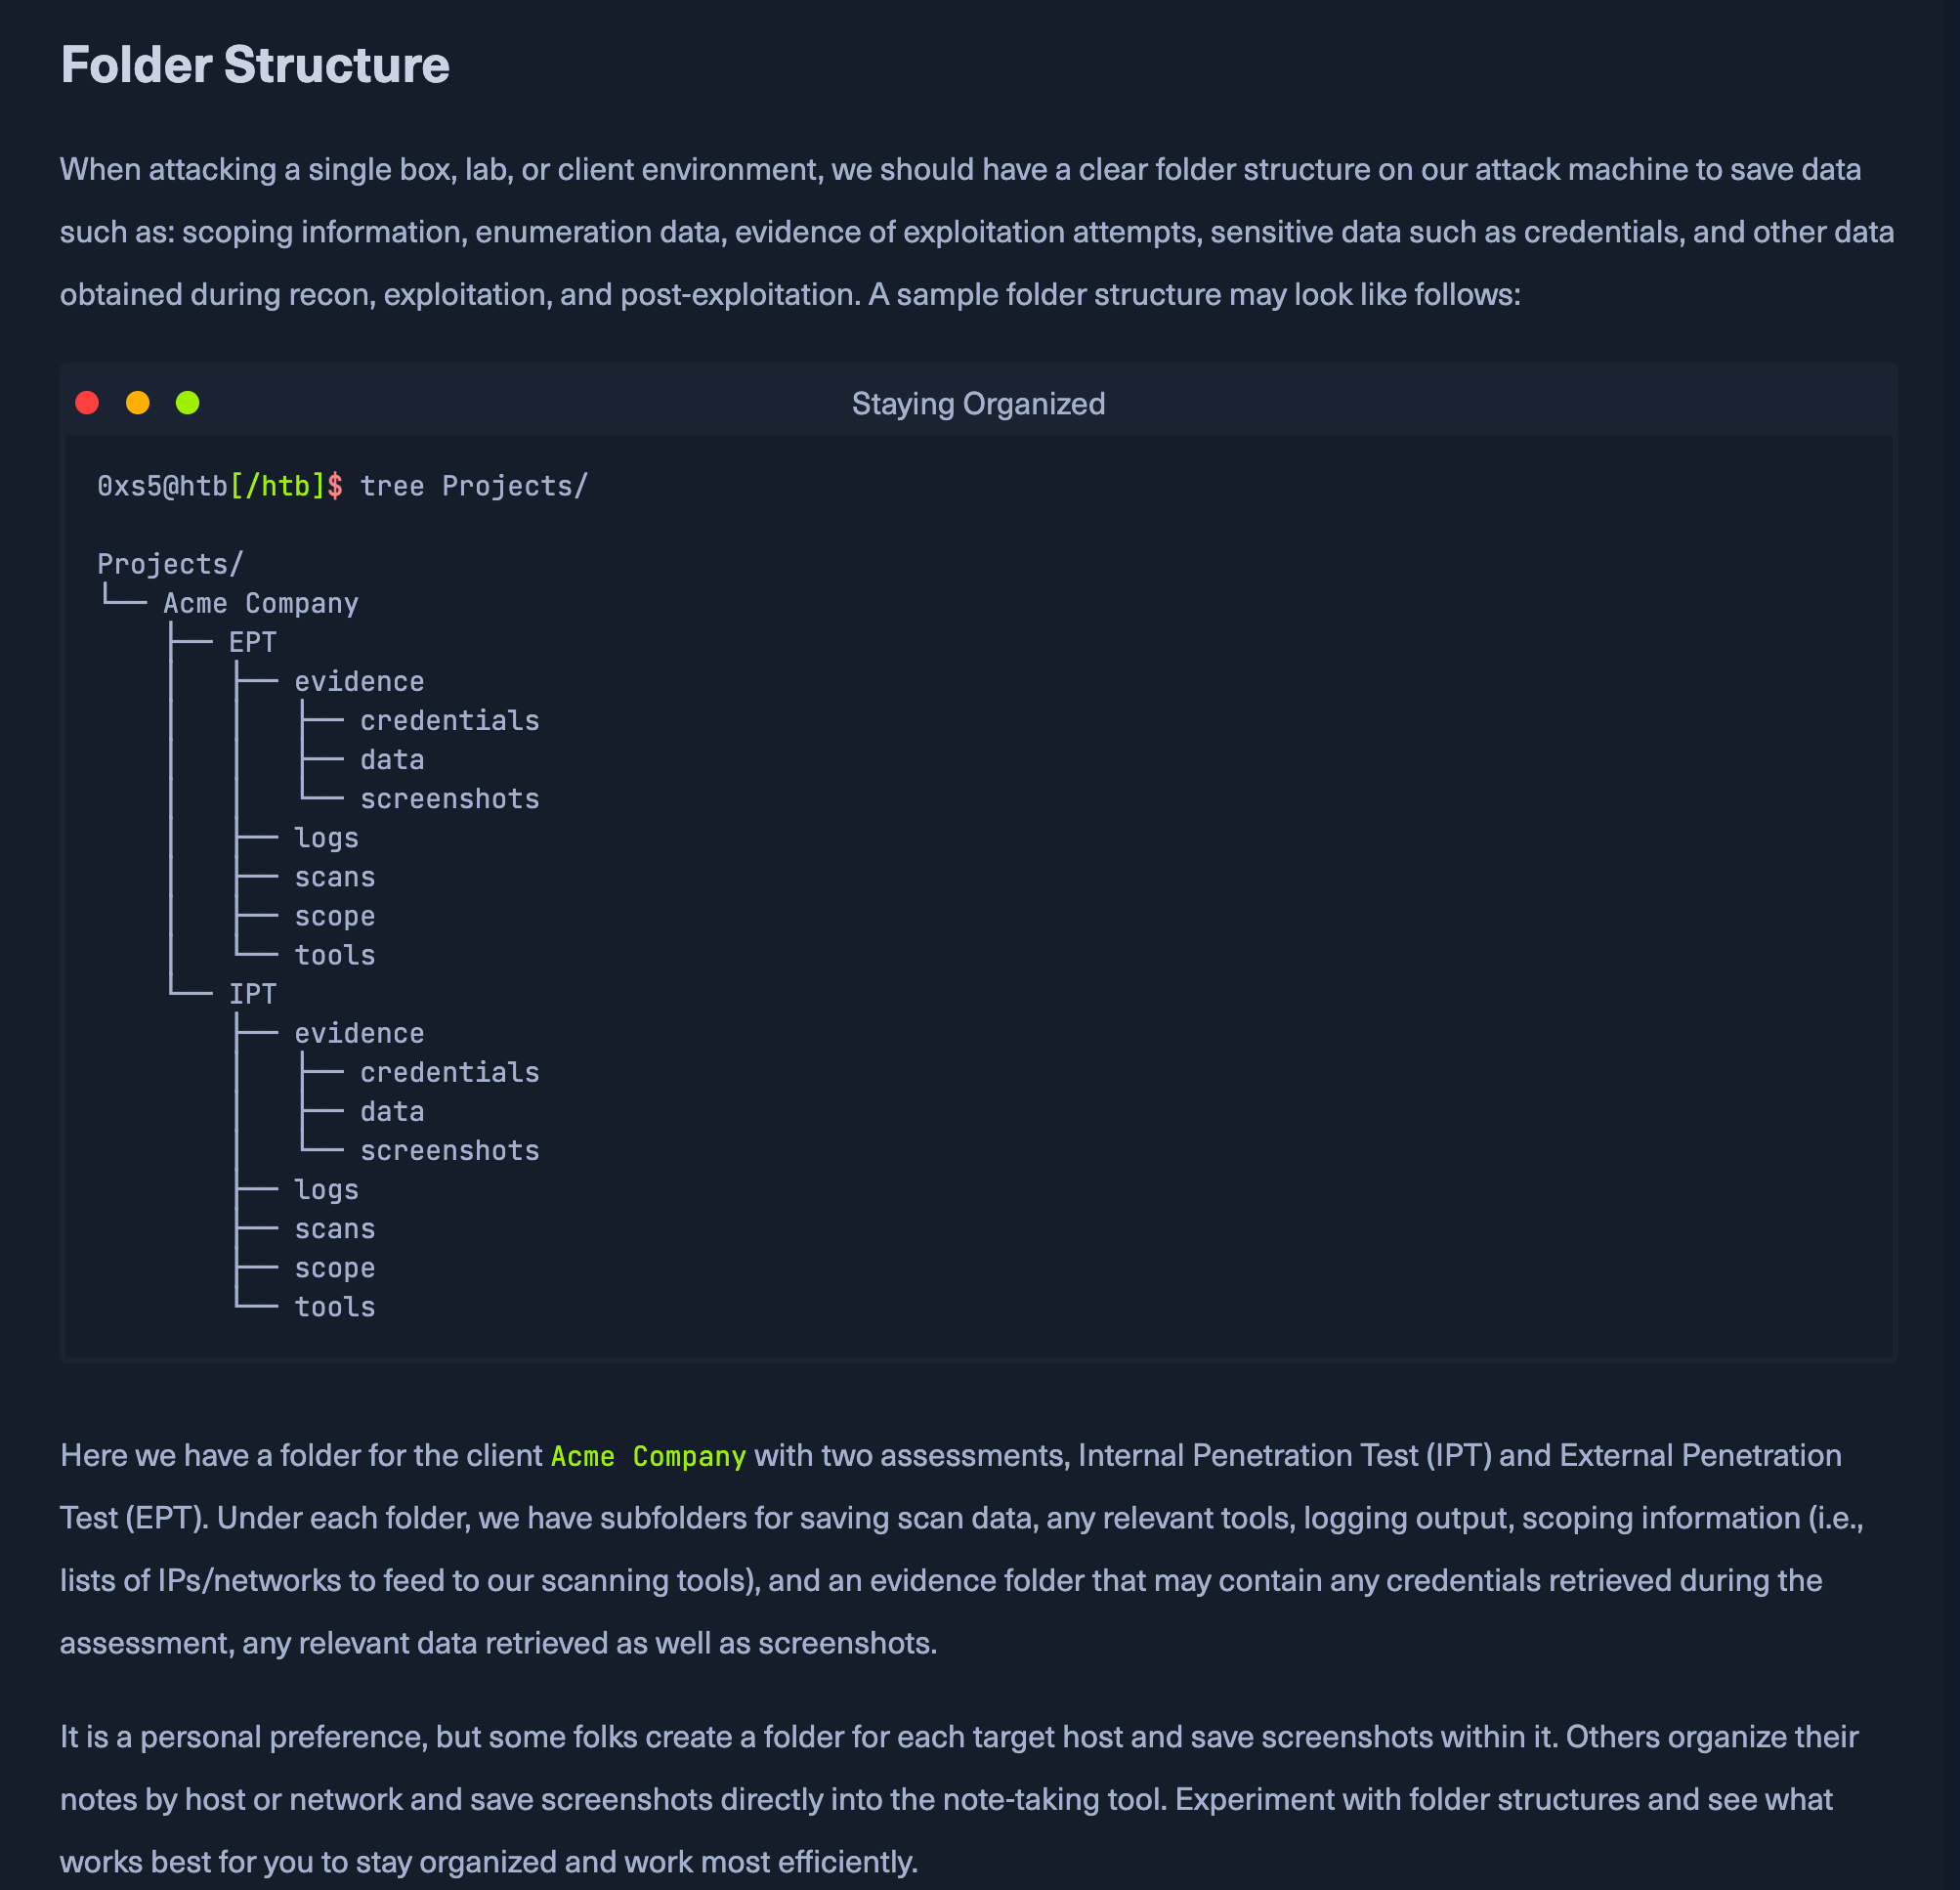 Folder Structure
When attacking a single box, lab, or client environment, we should have a clear folder structure on our attack machine to save data
such as: scoping information, enumeration data, evidence of exploitation attempts, sensitive data such as credentials, and other data
obtained during recon, exploitation, and post-exploitation. A sample folder structure may look like follows:
Staying Organized
0xs5@htb[/htb]$ tree Projects/
Projects/
└── Acme Company
    ├── EPT
    │   ├── evidence
    │   │   ├── credentials
    │   │   ├── data
    │   │   └── screenshots
    │   ├── logs
    │   ├── scans
    │   ├── scope
    │   └── tools
    └── IPT
        ├── evidence
        │   ├── credentials
        │   ├── data
        │   └── screenshots
        ├── logs
        ├── scans
        ├── scope
        └── tools
Here we have a folder for the client Acme Company with two assessments, Internal Penetration Test (IPT) and External Penetration
Test (EPT). Under each folder, we have subfolders for saving scan data, any relevant tools, logging output, scoping information (i.e.,
lists of IPs/networks to feed to our scanning tools), and an evidence folder that may contain any credentials retrieved during the
assessment, any relevant data retrieved as well as screenshots.
It is a personal preference, but some folks create a folder for each target host and save screenshots within it. Others organize their
notes by host or network and save screenshots directly into the note-taking tool. Experiment with folder structures and see what
works best for you to stay organized and work most efficiently.